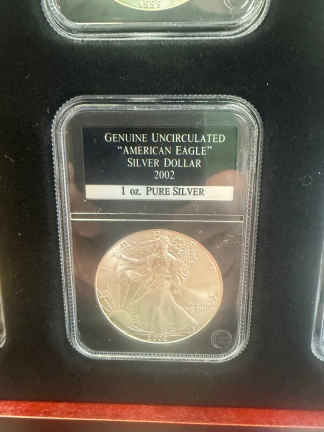 GENUINE UNCIRCULATED
"AMERICAN EAGLE"
SILVER DOLLAR
2002
1 oz. PURE SILVER